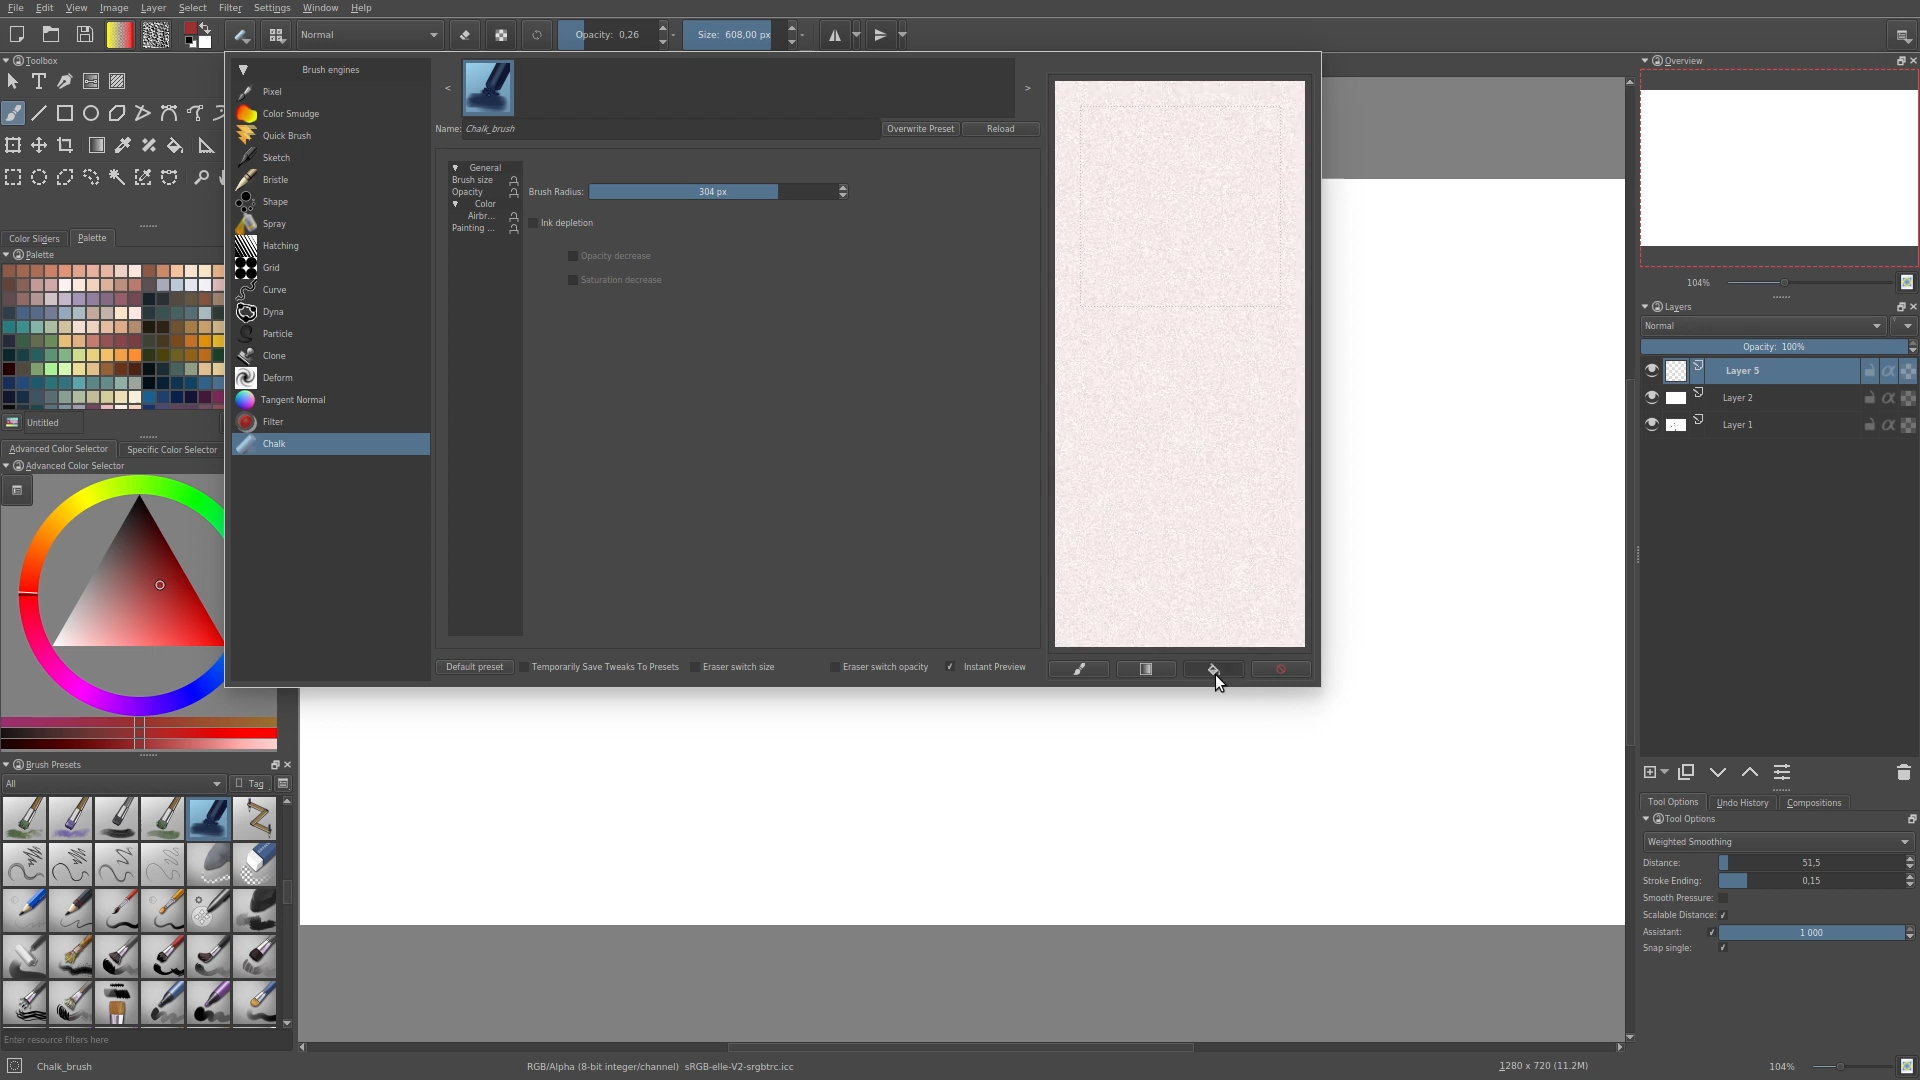 File Edit View Image Layer Select Filter Settings Window Help
Normal
Opacity: 0,26
Size: 608,00 px
Toolbox
Color Sliders Palette
Palette
Untitled
Advanced Color Selector Specific Color Selector
Advanced Color Selector
Brush Presets
All
Tag
Enter resource filters here
Brush engines
Pixel
Color Smudge
Quick Brush
Sketch
Bristle
Shape
Spray
Hatching
Grid
Curve
Dyna
Particle
Clone
Deform
Tangent Normal
Filter
Chalk
< >
Name: Chalk_brush
Overwrite Preset Reload
General
Brush size
Opacity
Color
Airbr...
Painting ...
Brush Radius: 304 px
Ink depletion
Opacity decrease
Saturation decrease
Default preset Temporarily Save Tweaks To Presets Eraser switch size Eraser switch opacity Instant Preview
Overview
104%
Layers
Normal
Opacity: 100%
Layer 5
Layer 2
Layer 1
Tool Options Undo History Compositions
Tool Options
Weighted Smoothing
Distance: 51,5
Stroke Ending: 0,15
Smooth Pressure:
Scalable Distance:
Assistant: 1 000
Snap single:
Chalk_brush
RGB/Alpha (8-bit integer/channel) sRGB-elle-V2-srgbtrc.icc
1280 x 720 (11.2M)
104%